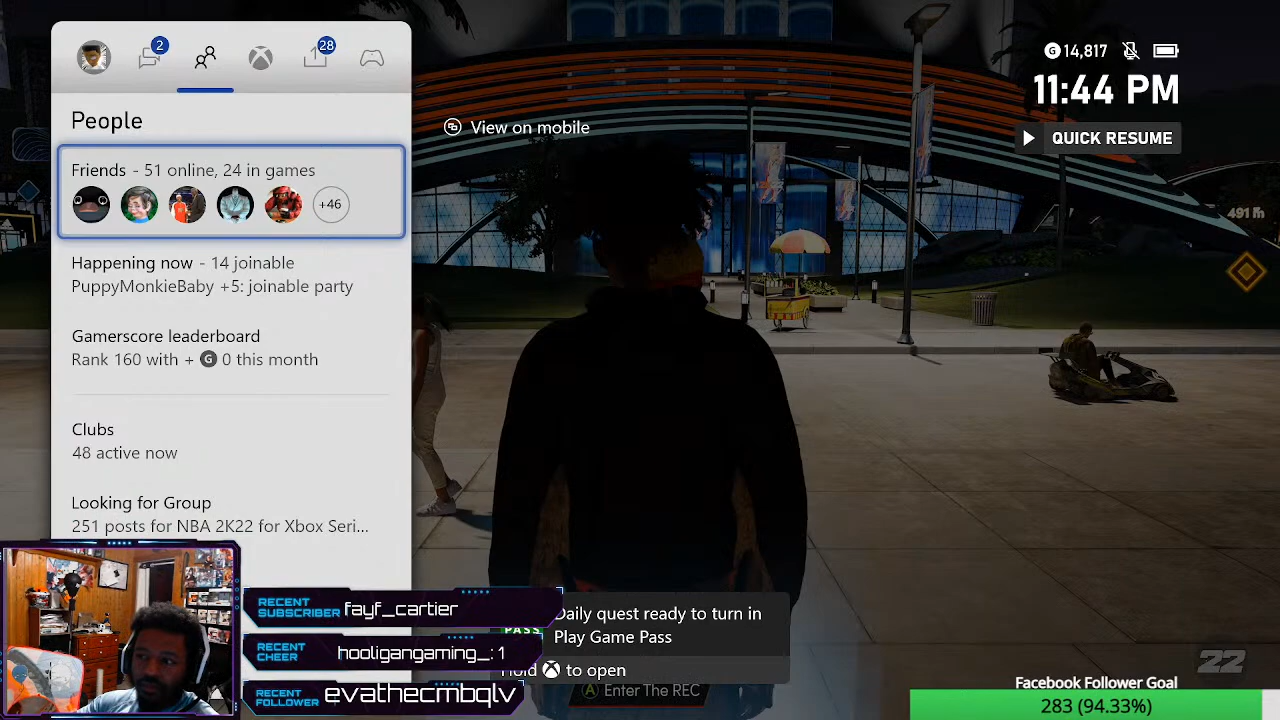 2
28
People
Friends - 51 online, 24 in games
+46
Happening now - 14 joinable
PuppyMonkieBaby +5: joinable party
Gamerscore leaderboard
Rank 160 with + G 0 this month
Clubs
48 active now
Looking for Group
251 posts for NBA 2K22 for Xbox Seri...
View on mobile
G 14,817
11:44 PM
QUICK RESUME
491 ft
Daily quest ready to turn in
PASS
Play Game Pass
Hold X to open
A Enter The REC
RECENT SUBSCRIBER fayf_cartier
RECENT CHEER hooligangaming_: 1
RECENT FOLLOWER evathecmbqlv
22
Facebook Follower Goal
283 (94.33%)